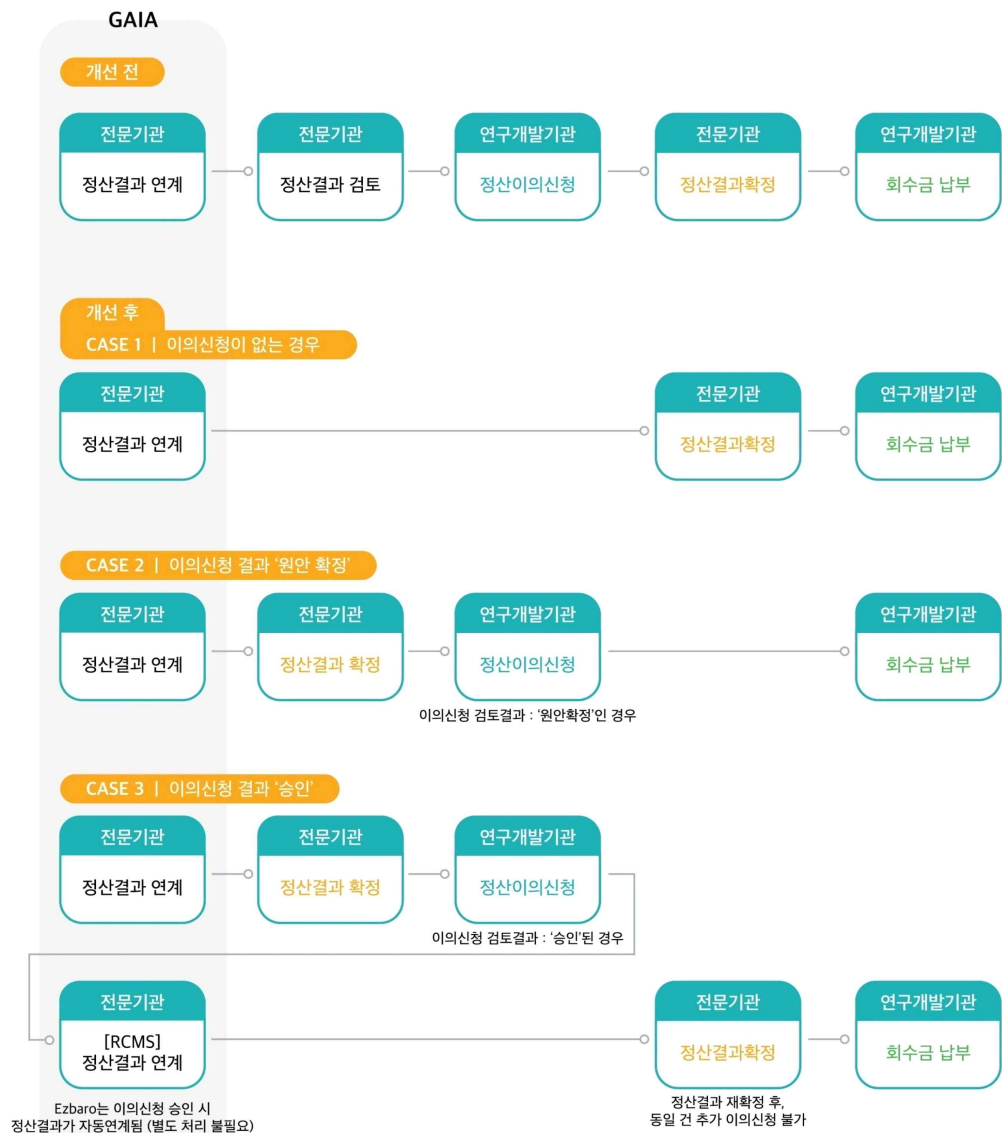 GAIA
개선 전
전문기관
정산결과 연계
전문기관
정산결과 검토
연구개발기관
정산이의신청
전문기관
정산결과확정
연구개발기관
회수금 납부
개선 후
CASE 1 | 이의신청이 없는 경우
전문기관
정산결과 연계
전문기관
정산결과확정
연구개발기관
회수금 납부
CASE 2 | 이의신청 결과 ‘원안 확정’
전문기관
정산결과 연계
전문기관
정산결과 확정
연구개발기관
정산이의신청
이의신청 검토결과 : ‘원안확정’인 경우
연구개발기관
회수금 납부
CASE 3 | 이의신청 결과 ‘승인’
전문기관
정산결과 연계
전문기관
정산결과 확정
연구개발기관
정산이의신청
이의신청 검토결과 : ‘승인’된 경우
전문기관
[RCMS]
정산결과 연계
Ezbaro는 이의신청 승인 시
정산결과가 자동연계됨 (별도 처리 불필요)
전문기관
정산결과확정
정산결과 재확정 후,
동일 건 추가 이의신청 불가
연구개발기관
회수금 납부